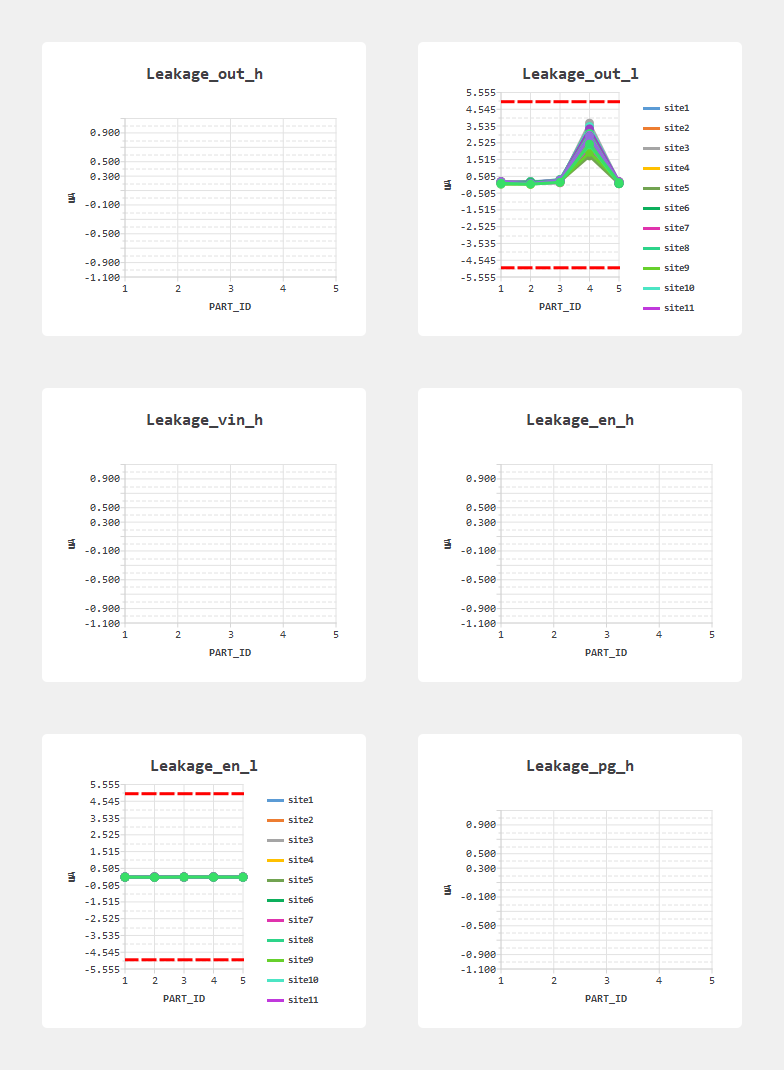 Leakage_out_h
0.900
0.500
0.300
-0.100
-0.500
-0.900
-1.100
uA
1 2 3 4 5
PART_ID
Leakage_out_l
5.555
4.545
3.535
2.525
1.515
0.505
-0.505
-1.515
-2.525
-3.535
-4.545
-5.555
uA
1 2 3 4 5
PART_ID
site1
site2
site3
site4
site5
site6
site7
site8
site9
site10
site11
Leakage_vin_h
0.900
0.500
0.300
-0.100
-0.500
-0.900
-1.100
uA
1 2 3 4 5
PART_ID
Leakage_en_h
0.900
0.500
0.300
-0.100
-0.500
-0.900
-1.100
uA
1 2 3 4 5
PART_ID
Leakage_en_l
5.555
4.545
3.535
2.525
1.515
0.505
-0.505
-1.515
-2.525
-3.535
-4.545
-5.555
uA
1 2 3 4 5
PART_ID
site1
site2
site3
site4
site5
site6
site7
site8
site9
site10
site11
Leakage_pg_h
0.900
0.500
0.300
-0.100
-0.500
-0.900
-1.100
uA
1 2 3 4 5
PART_ID